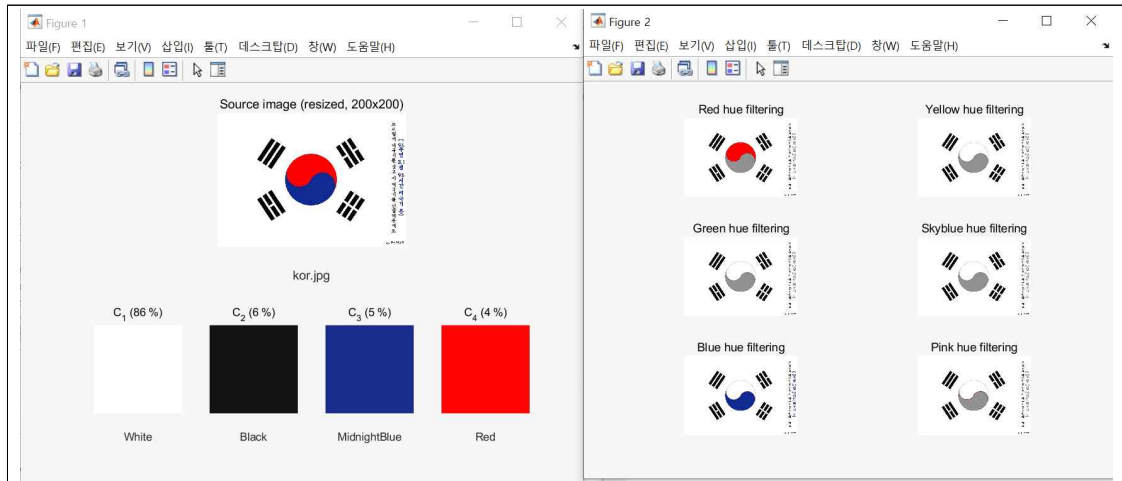 Figure 1
파일(F) 편집(E) 보기(V) 삽입(I) 툴(T) 데스크탑(D) 창(W) 도움말(H)
Source image (resized, 200x200)
kor.jpg
C1 (86 %) C2 (6 %) C3 (5 %) C4 (4 %)
White Black MidnightBlue Red
Figure 2
파일(F) 편집(E) 보기(V) 삽입(I) 툴(T) 데스크탑(D) 창(W) 도움말(H)
Red hue filtering Yellow hue filtering
Green hue filtering Skyblue hue filtering
Blue hue filtering Pink hue filtering